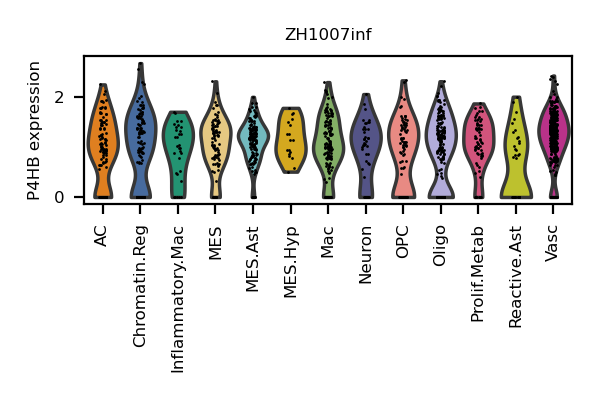 ZH1007inf
P4HB expression
2
0
AC
Chromatin.Reg
Inflammatory.Mac
MES
MES.Ast
MES.Hyp
Mac
Neuron
OPC
Oligo
Prolif.Metab
Reactive.Ast
Vasc